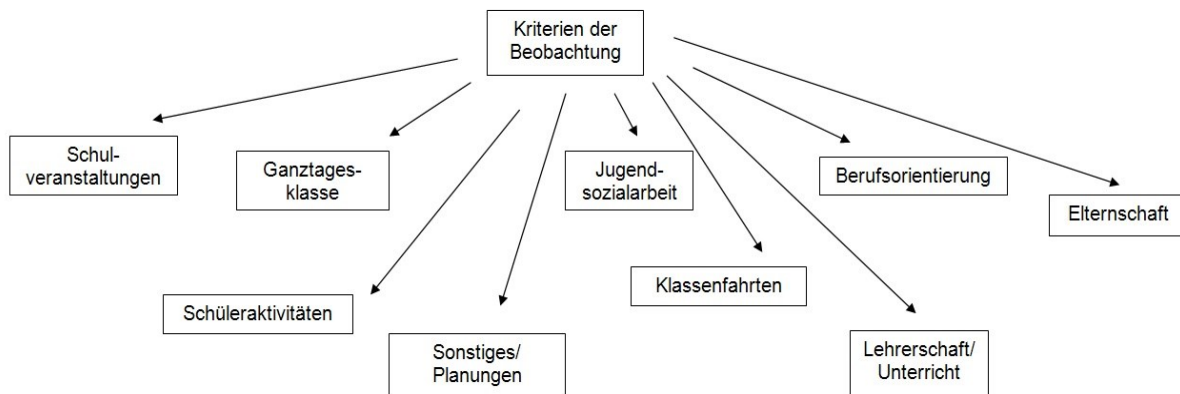 Kriterien der
Beobachtung
Schul-
veranstaltungen
Ganztages-
klasse
Jugend-
sozialarbeit
Berufsorientierung
Elternschaft
Schüleraktivitäten
Sonstiges/
Planungen
Klassenfahrten
Lehrerschaft/
Unterricht